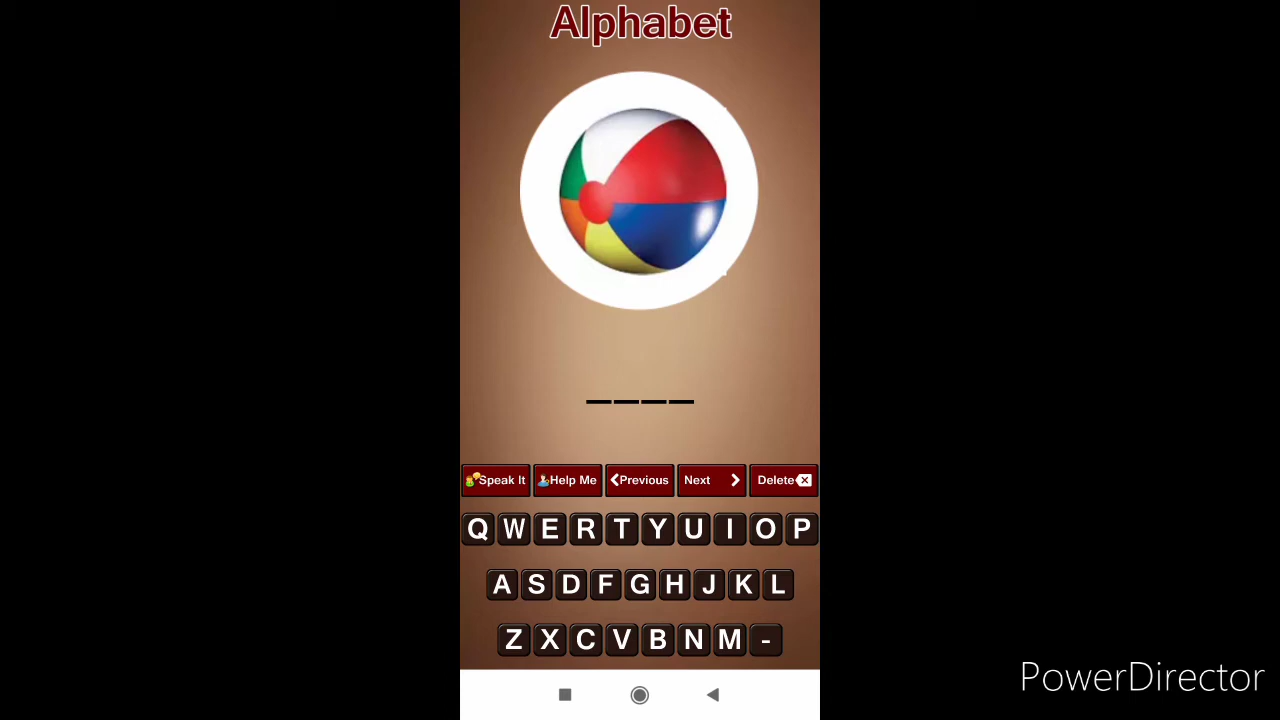 Alphabet
Speak It Help Me Previous Next Delete
Q W E R T Y U I O P
A S D F G H J K L
Z X C V B N M -
PowerDirector